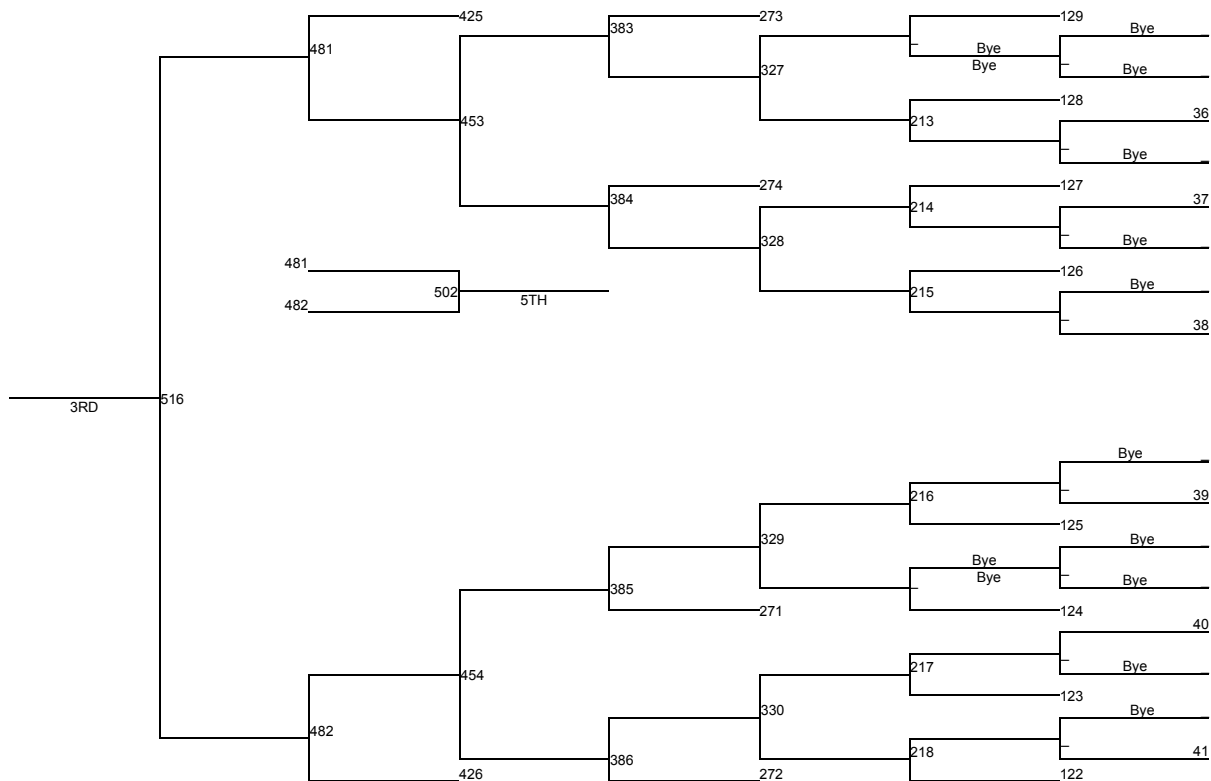 425 273 129
383 Bye
481 Bye
Bye
327 Bye
128
36
453 213
Bye
274 127
384 37
214
328 Bye
481 126
502 215 Bye
5TH
482
38
516
3RD
Bye
216 39
125
329 Bye
Bye
Bye
385 Bye
271 124
40
217
454 Bye
123
330 Bye
482
386 218 41
426 272 122